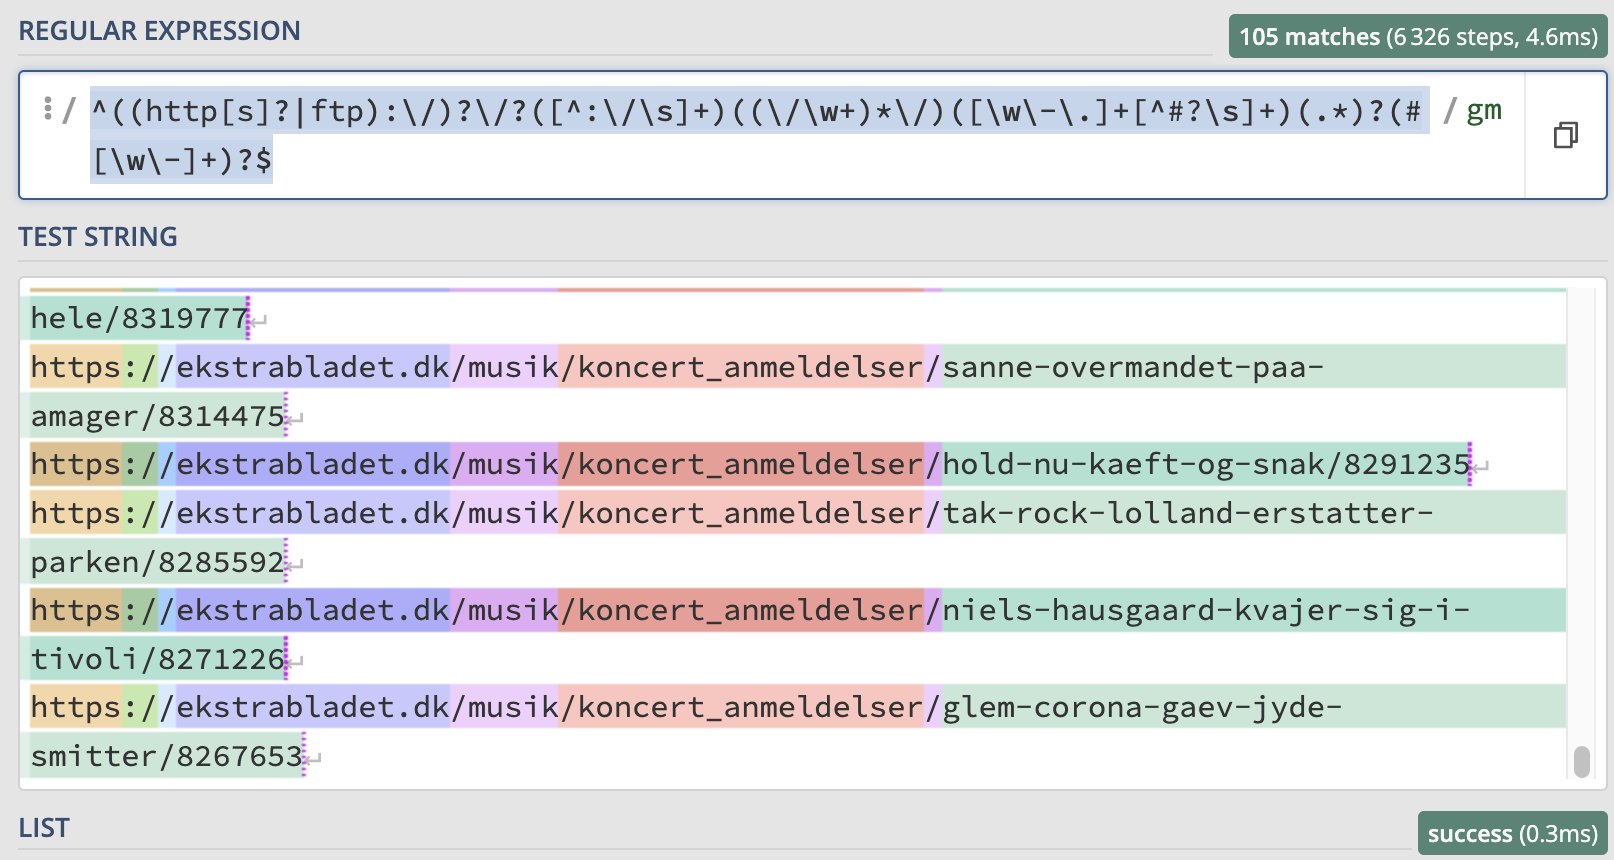 REGULAR EXPRESSION
105 matches (6 326 steps, 4.6ms)
/ ^((http[s]?|ftp):\/)?\/?([^:\/\s]+)((\/\w+)*\/)([\w\-\.]+[^#?\s]+)(.*)?(# / gm
[\w\-]+)?$
TEST STRING
hele/8319777↵
https://ekstrabladet.dk/musik/koncert_anmeldelser/sanne-overmandet-paa-
amager/8314475↵
https://ekstrabladet.dk/musik/koncert_anmeldelser/hold-nu-kaeft-og-snak/8291235↵
https://ekstrabladet.dk/musik/koncert_anmeldelser/tak-rock-lolland-erstatter-
parken/8285592↵
https://ekstrabladet.dk/musik/koncert_anmeldelser/niels-hausgaard-kvajer-sig-i-
tivoli/8271226↵
https://ekstrabladet.dk/musik/koncert_anmeldelser/glem-corona-gaev-jyde-
smitter/8267653↵
LIST
success (0.3ms)